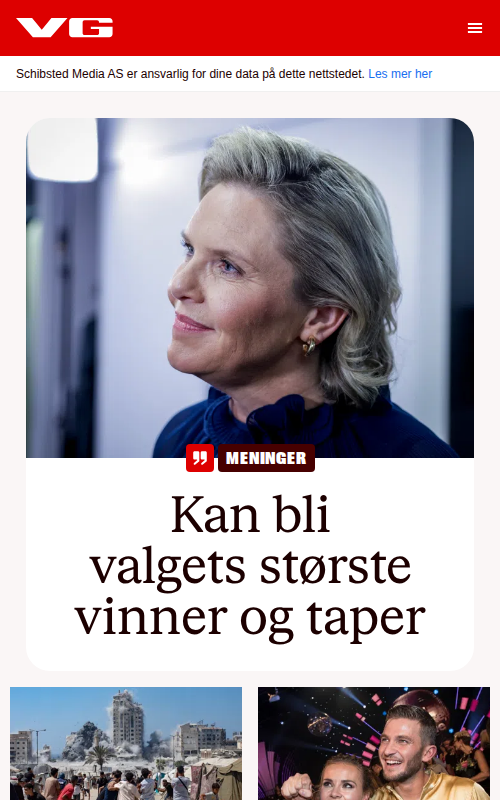 VG
Schibsted Media AS er ansvarlig for dine data på dette nettstedet. Les mer her
MENINGER
Kan bli
valgets største
vinner og taper